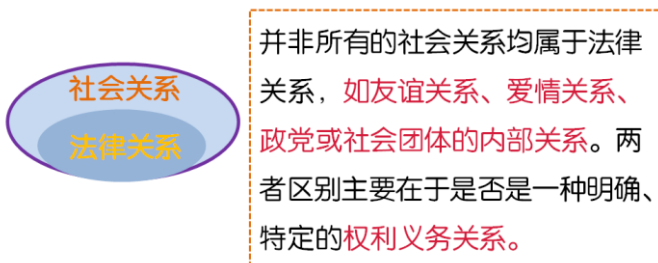 社会关系
法律关系
并非所有的社会关系均属于法律
关系，如友谊关系、爱情关系、
政党或社会团体的内部关系。两
者区别主要在于是否是一种明确、
特定的权利义务关系。